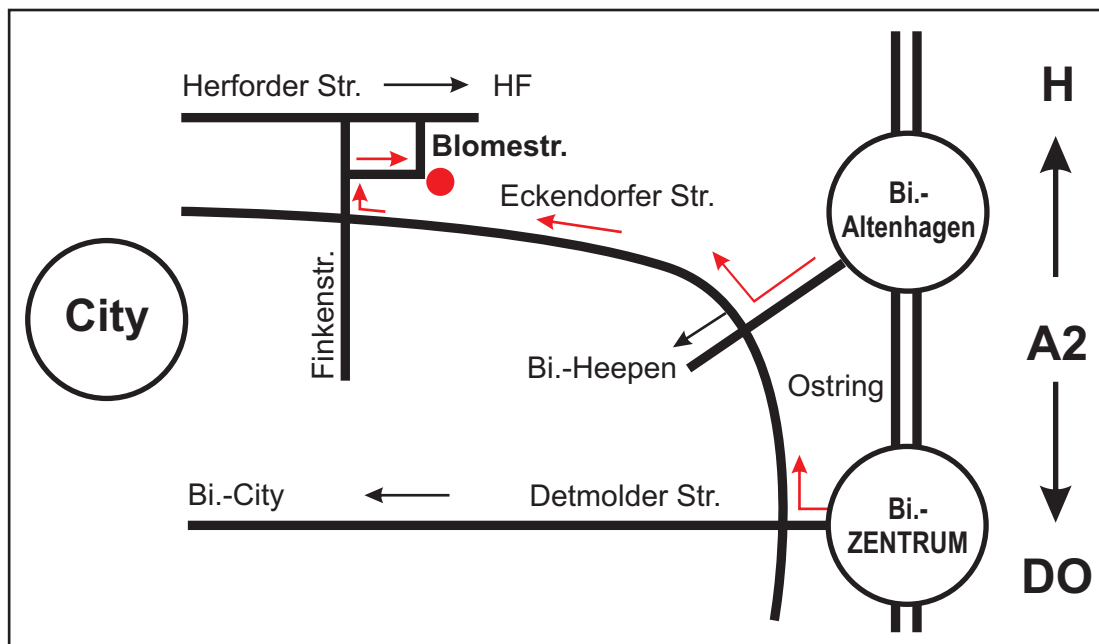 Herforder Str.
HF
H
Blomestr.
Eckendorfer Str.
Bi.-
Altenhagen
City
Finkenstr.
Bi.-Heepen
A2
Ostring
Bi.-City
Detmolder Str.
Bi.-
ZENTRUM
DO